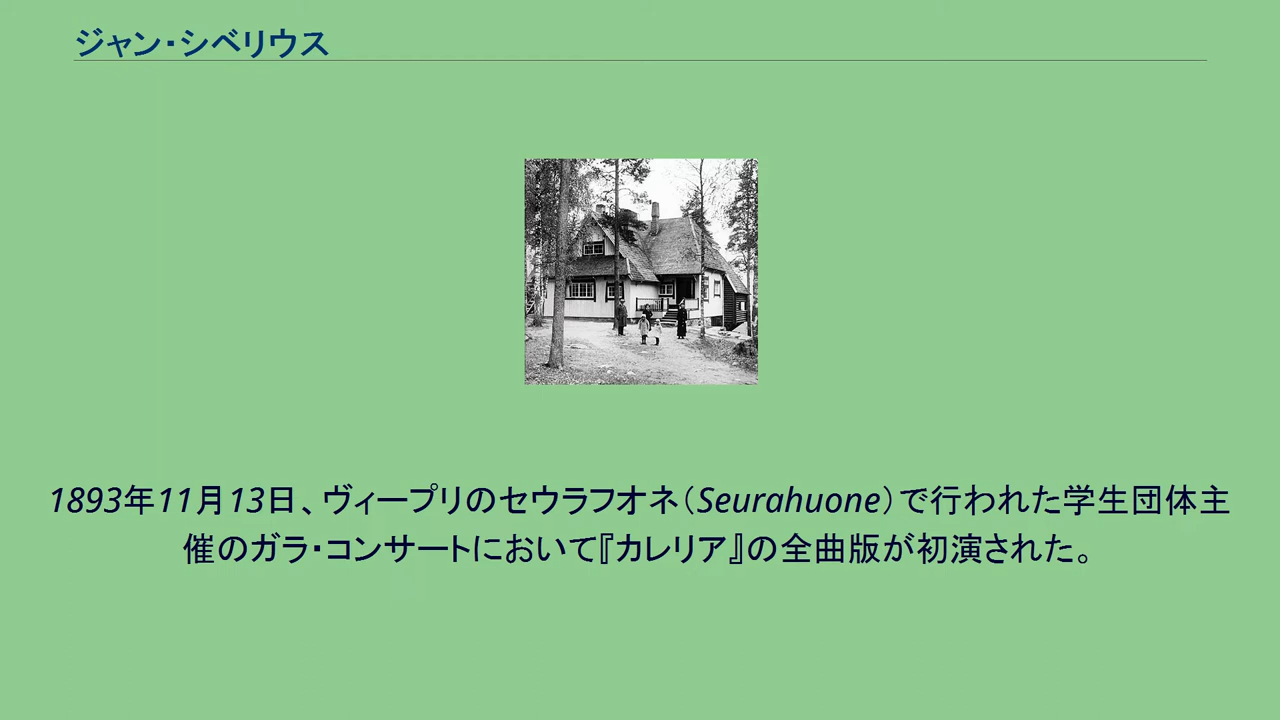 ジャン・シベリウス
1893年11月13日、ヴィープリのセウラフオネ（Seurahuone）で行われた学生団体主
催のガラ・コンサートにおいて『カレリア』の全曲版が初演された。